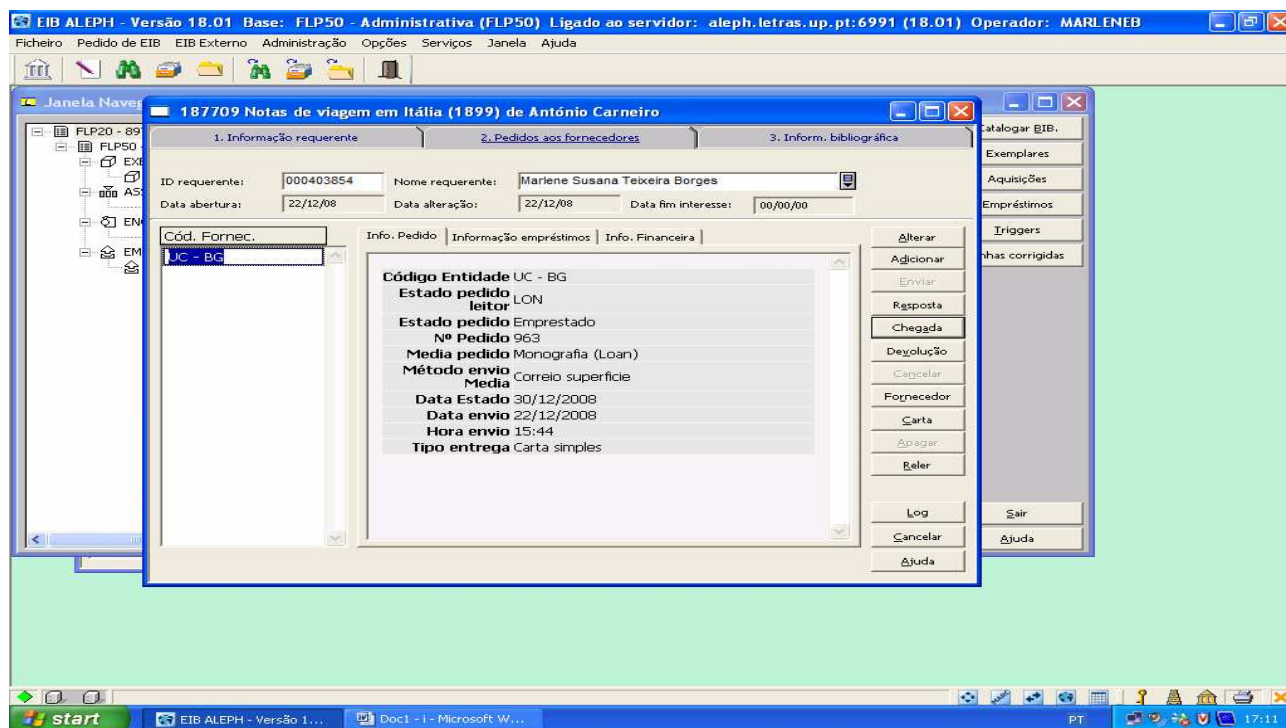 EIB ALEPH - Versão 18.01 Base: FLP50 - Administrativa (FLP50) Ligado ao servidor: aleph.letras.up.pt:6991 (18.01) Operador: MARLENEB
Ficheiro Pedido de EIB EIB Externo Administração Opções Serviços Janela Ajuda
Janela Naveg
187709 Notas de viagem em Itália (1899) de António Carneiro
FLP20 - 89
FLP50
EXE
ASS
ENC
EM
1. Informação requerente 2. Pedidos aos fornecedores 3. Inform. bibliográfica
ID requerente: 000403854 Nome requerente: Marlene Susana Teixeira Borges
Data abertura: 22/12/08 Data alteração: 22/12/08 Data fim interesse: 00/00/00
Cód. Fornec.
UC - BG
Info. Pedido Informação empréstimos Info. Financeira
Código Entidade UC - BG
Estado pedido leitor LON
Estado pedido Emprestado
Nº Pedido 963
Media pedido Monografia (Loan)
Método envio Media Correio superficie
Data Estado 30/12/2008
Data envio 22/12/2008
Hora envio 15:44
Tipo entrega Carta simples
Alterar
Adicionar
Enviar
Resposta
Chegada
Devolução
Cancelar
Fornecedor
Carta
Apagar
Reler
Log
Cancelar
Ajuda
Catalogar BIB.
Exemplares
Aquisições
Empréstimos
Triggers
nhas corrigidas
Sair
Ajuda
start EIB ALEPH - Versão 1... Doc1 - i - Microsoft W... PT 17:11